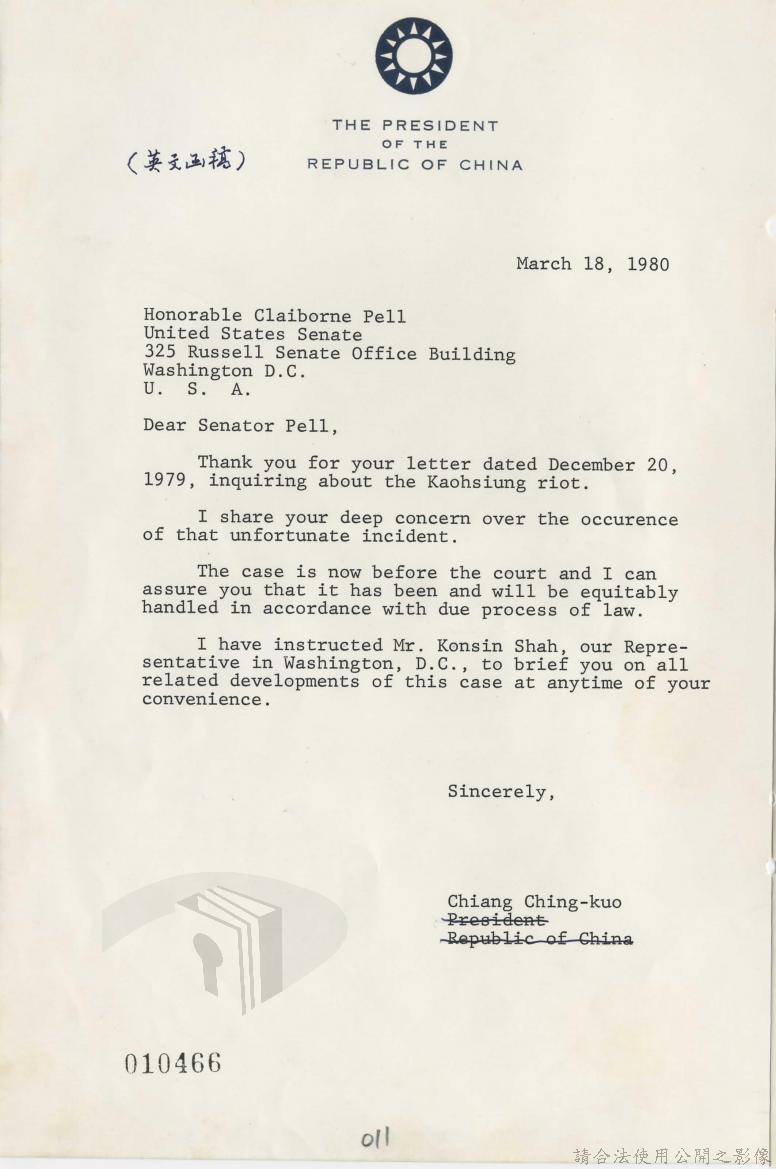 THE PRESIDENT
OF THE
REPUBLIC OF CHINA
(英文函稿)
March 18, 1980
Honorable Claiborne Pell
United States Senate
325 Russell Senate Office Building
Washington D.C.
U. S. A.
Dear Senator Pell,
Thank you for your letter dated December 20,
1979, inquiring about the Kaohsiung riot.
I share your deep concern over the occurence
of that unfortunate incident.
The case is now before the court and I can
assure you that it has been and will be equitably
handled in accordance with due process of law.
I have instructed Mr. Konsin Shah, our Repre-
sentative in Washington, D.C., to brief you on all
related developments of this case at anytime of your
convenience.
Sincerely,
Chiang Ching-kuo
President
Republic of China
010466
011
請合法使用公開之影像